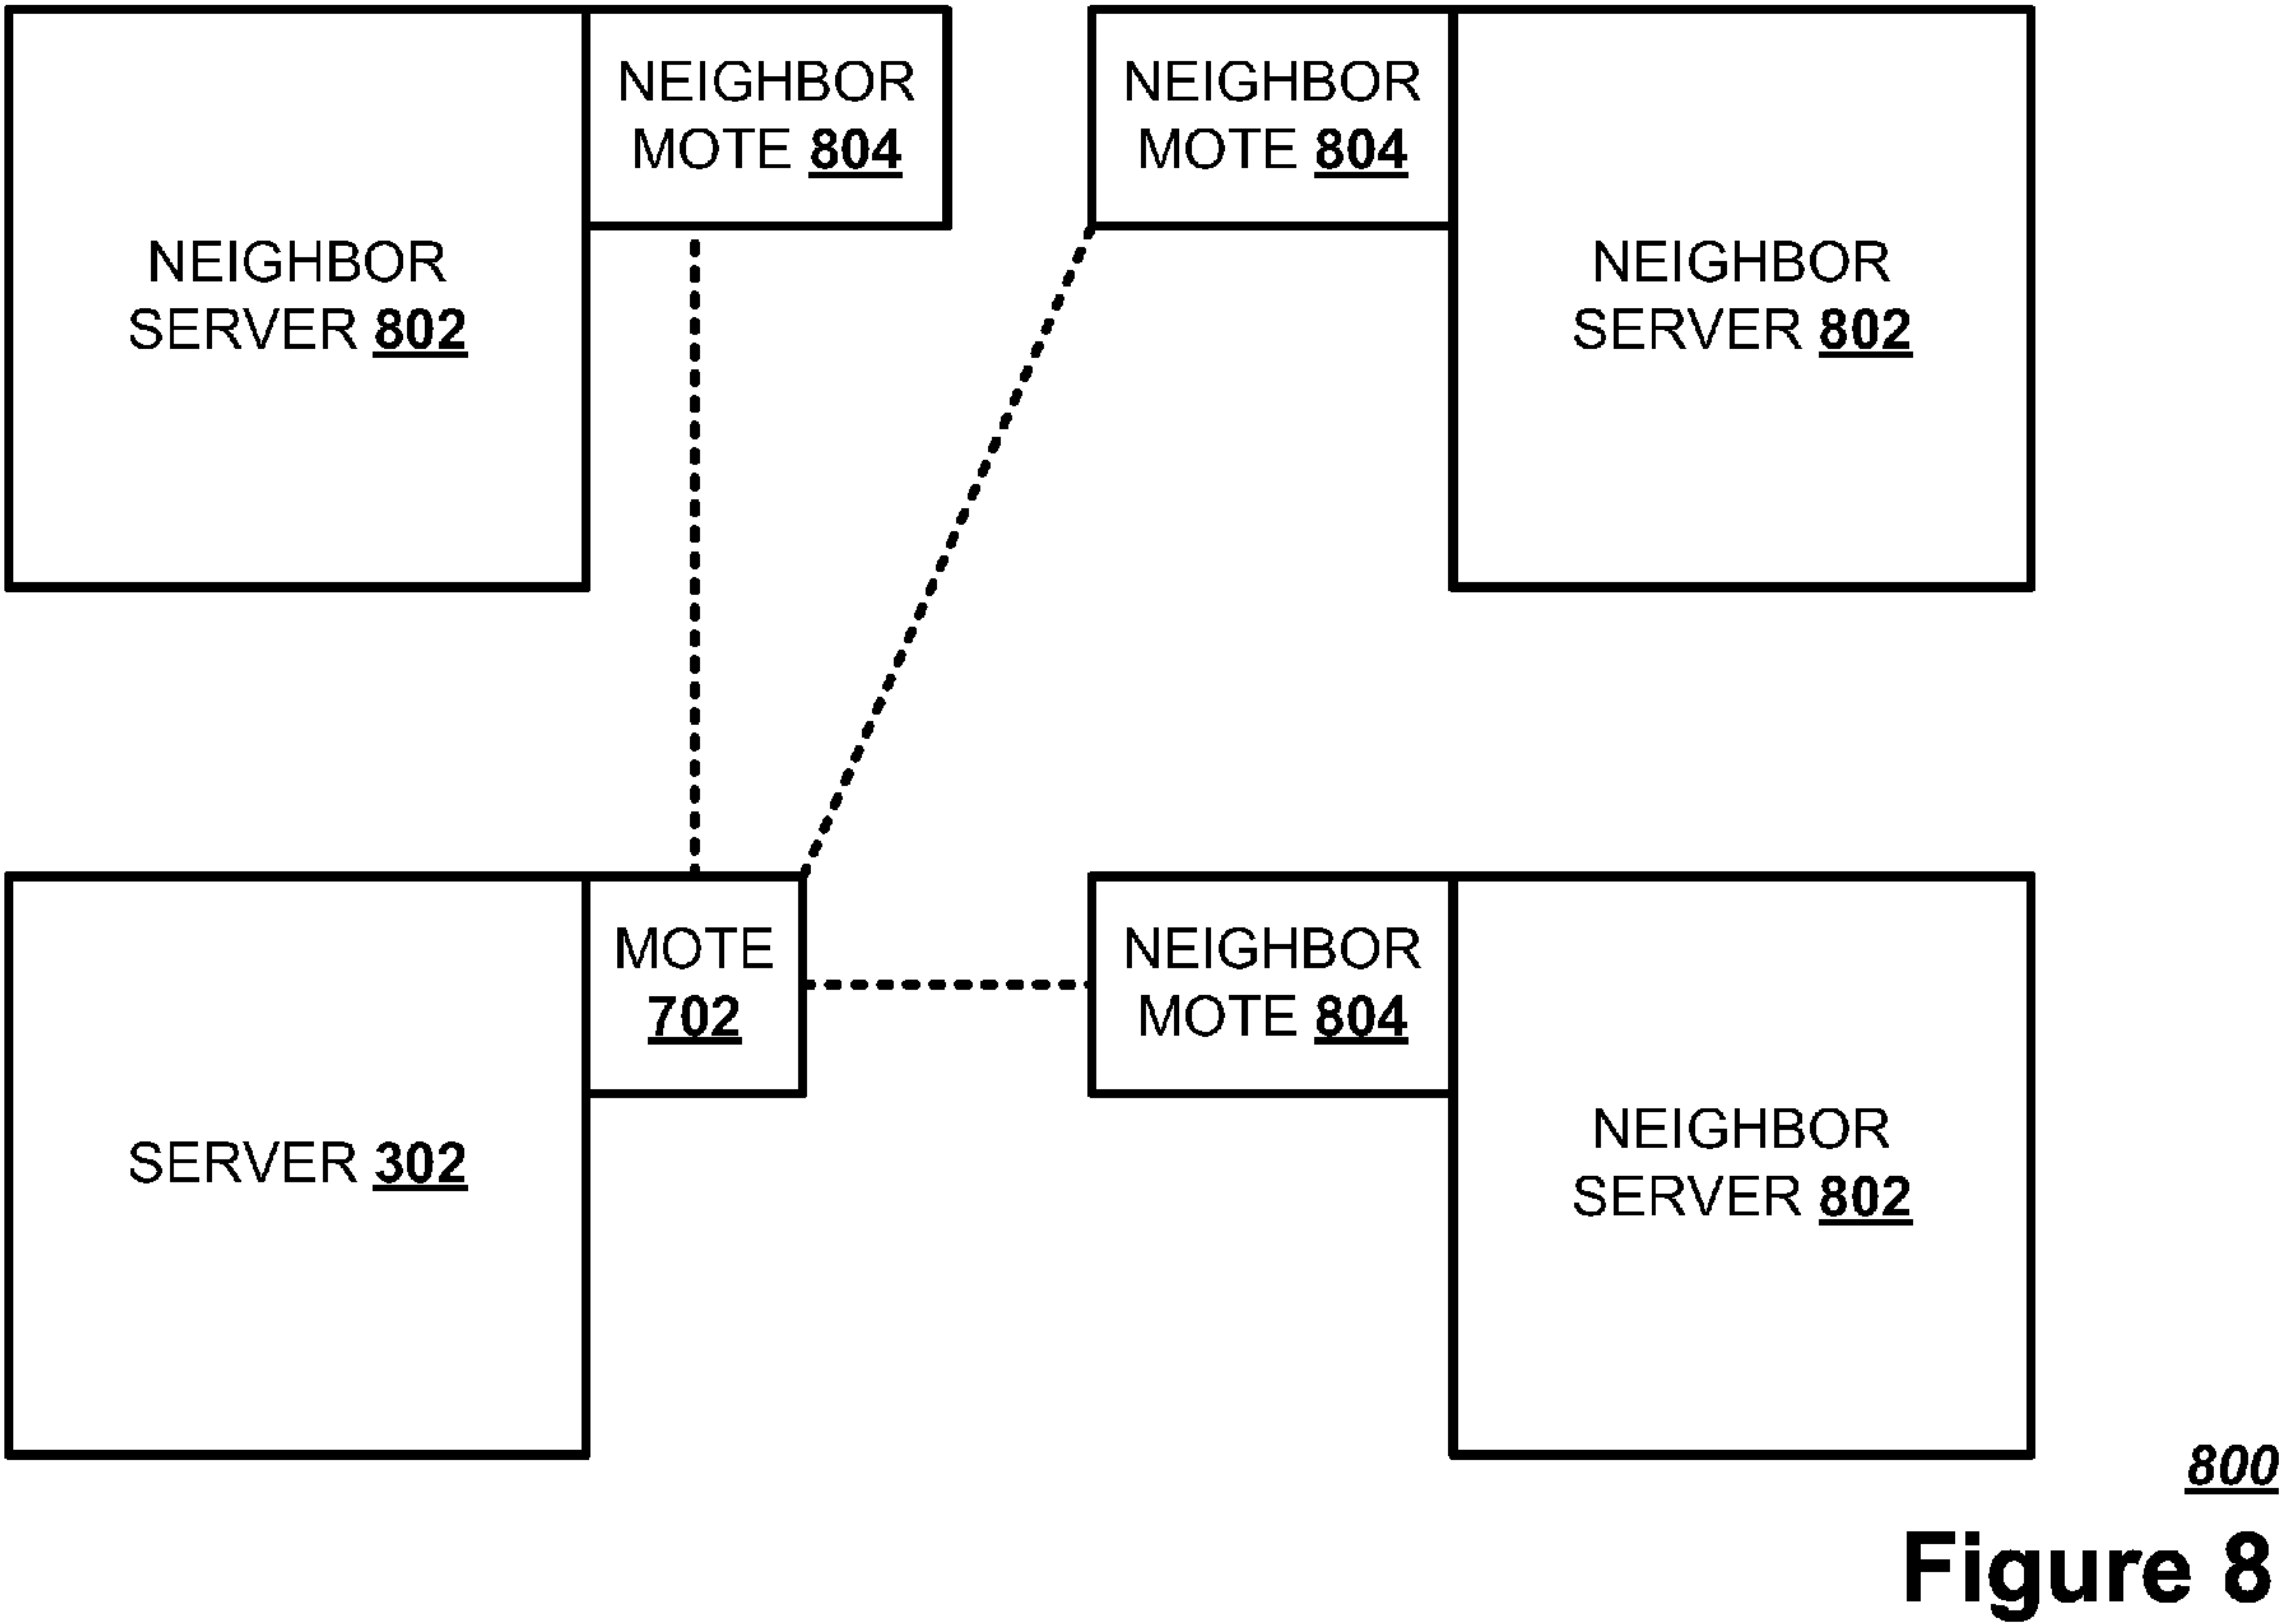 NEIGHBOR
MOTE 804
NEIGHBOR
MOTE 804
NEIGHBOR
SERVER 802
NEIGHBOR
SERVER 802
MOTE
702
NEIGHBOR
MOTE 804
SERVER 302
NEIGHBOR
SERVER 802
800
Figure 8